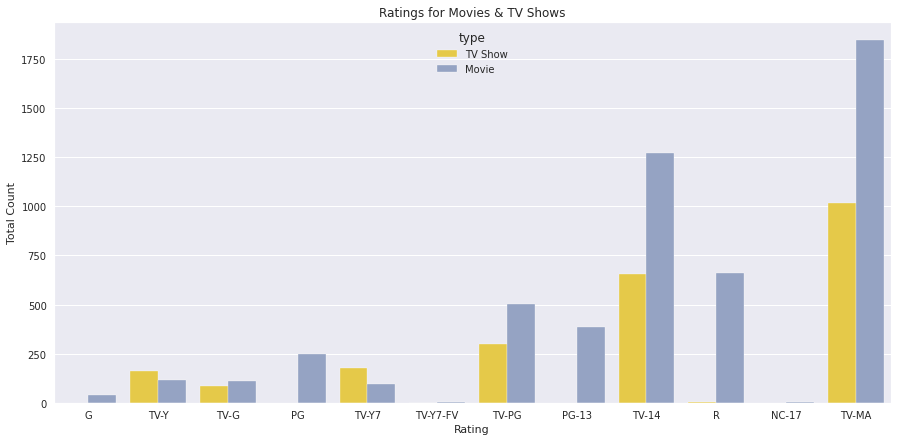 Ratings for Movies & TV Shows
type
TV Show
Movie
Total Count
1750
1500
1250
1000
750
500
250
0
G TV-Y TV-G PG TV-Y7 TV-Y7-FV TV-PG PG-13 TV-14 R NC-17 TV-MA
Rating